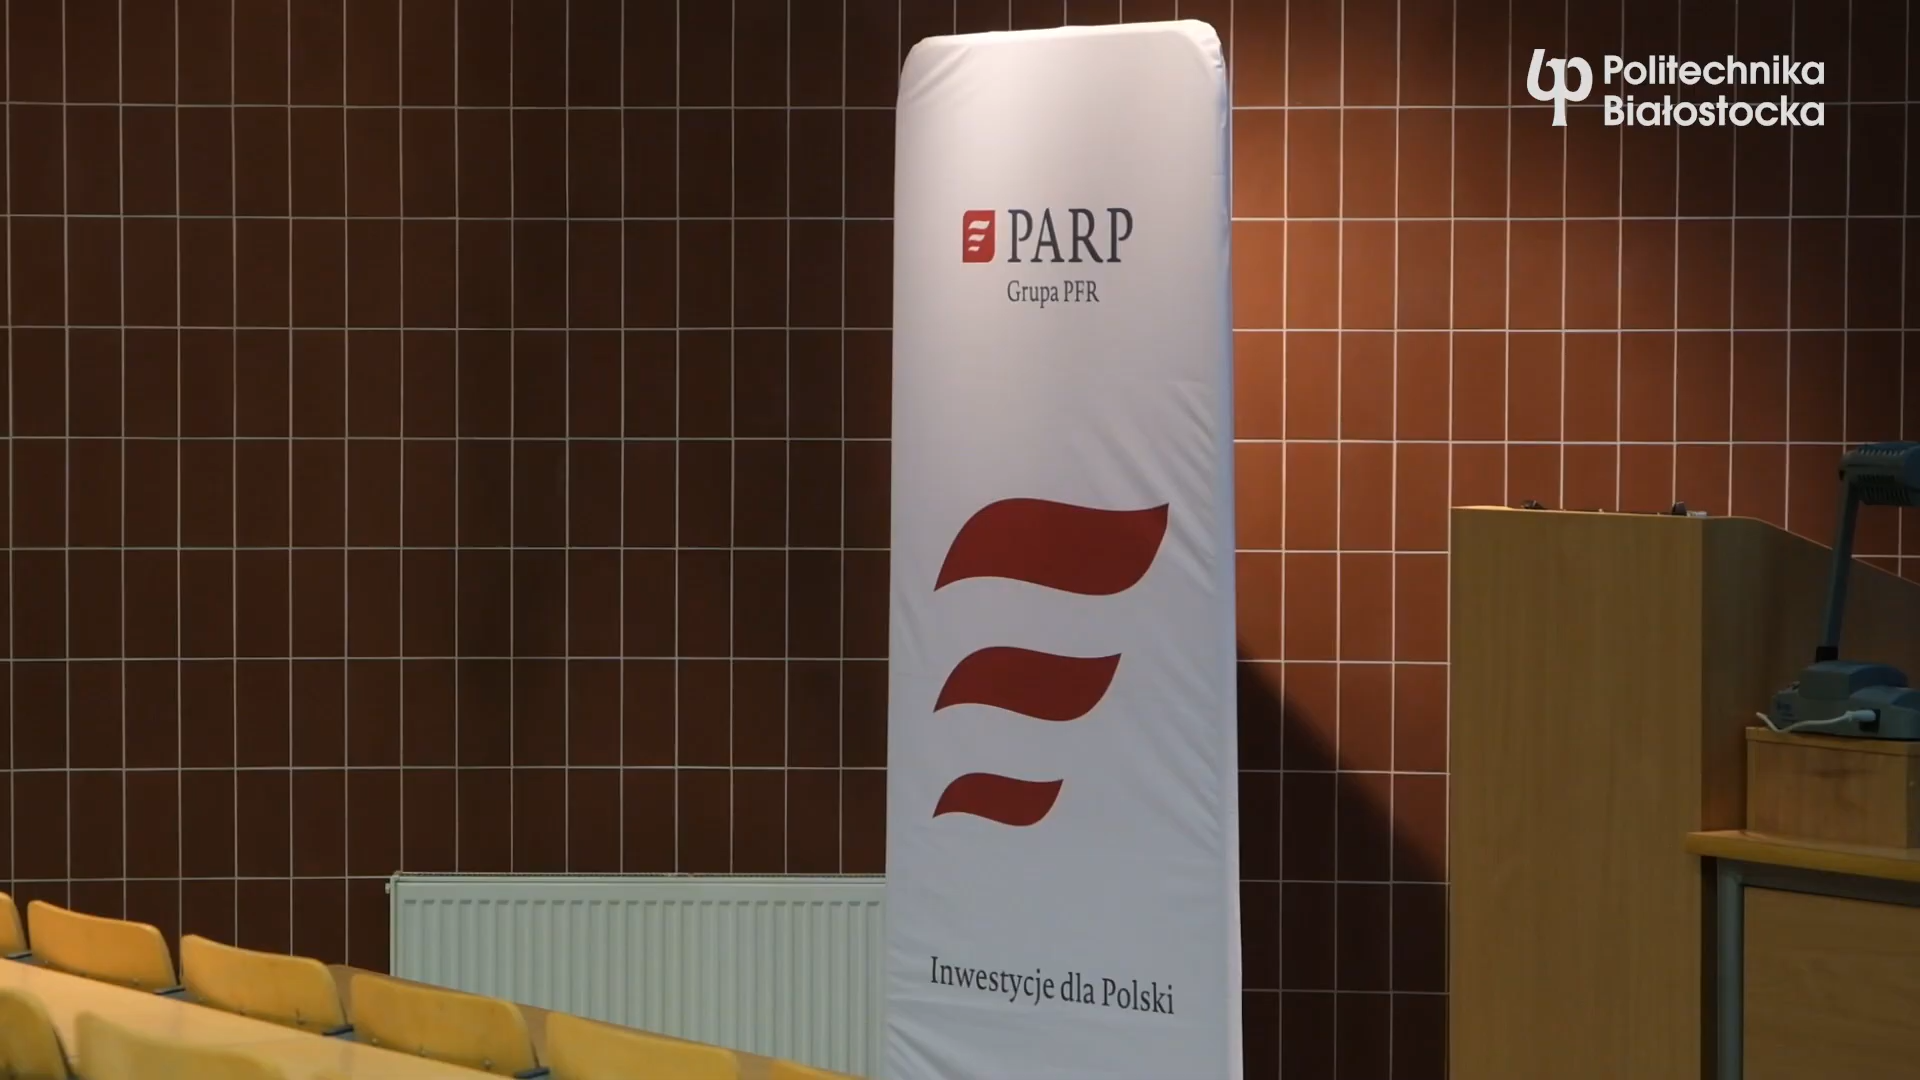 Politechnika
Białostocka
PARP
Grupa PFR
Inwestycje dla Polski